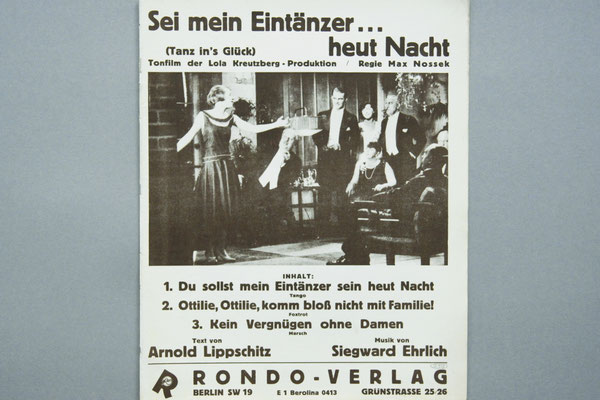 Sei mein Eintänzer...
(Tanz in's Glück) heut Nacht
Tonfilm der Lola Kreutzberg-Produktion / Regie Max Nossek
INHALT:
1. Du sollst mein Eintänzer sein heut Nacht
Tango
2. Ottilie, Ottilie, komm bloß nicht mit Familie!
Foxtrot
3. Kein Vergnügen ohne Damen
Marsch
Text von Musik von
Arnold Lippschitz Siegward Ehrlich
R RONDO-VERLAG
BERLIN SW 19 E 1 Berolina 0413 GRÜNSTRASSE 25-26